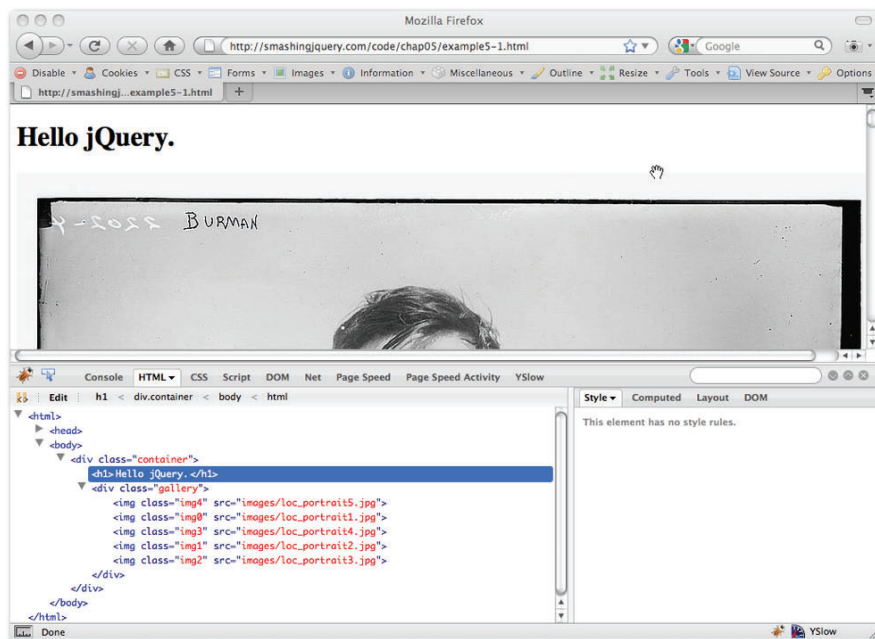 Mozilla Firefox
http://smashingjquery.com/code/chap05/example5-1.html
Google
Disable Cookies CSS Forms Images Information Miscellaneous Outline Resize Tools View Source Options
http://smashingj...example5-1.html +
Hello jQuery.
2202-4 BURMAN
Console HTML CSS Script DOM Net Page Speed Page Speed Activity YSlow
Edit h1 < div.container < body < html
Style Computed Layout DOM
This element has no style rules.
<html>
<head>
<body>
<div class="container">
<h1>Hello jQuery.</h1>
<div class="gallery">
<img class="img4" src="images/loc_portrait5.jpg">
<img class="img0" src="images/loc_portrait1.jpg">
<img class="img3" src="images/loc_portrait4.jpg">
<img class="img1" src="images/loc_portrait2.jpg">
<img class="img2" src="images/loc_portrait3.jpg">
</div>
</div>
</body>
</html>
Done
YSlow